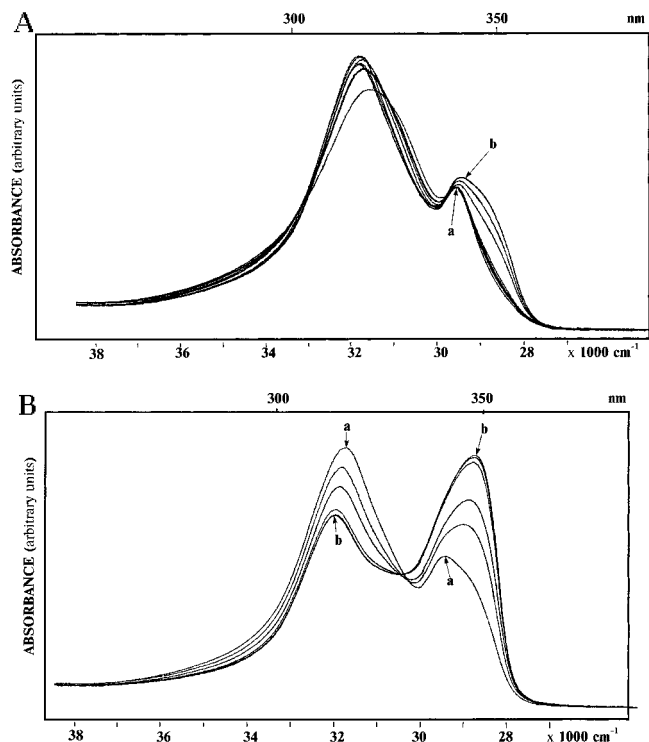 A
300 350 nm
ABSORBANCE (arbitrary units)
b
a
38 36 34 32 30 28 x 1000 cm-1
B
300 350 nm
ABSORBANCE (arbitrary units)
a b
b
a
38 36 34 32 30 28 x 1000 cm-1